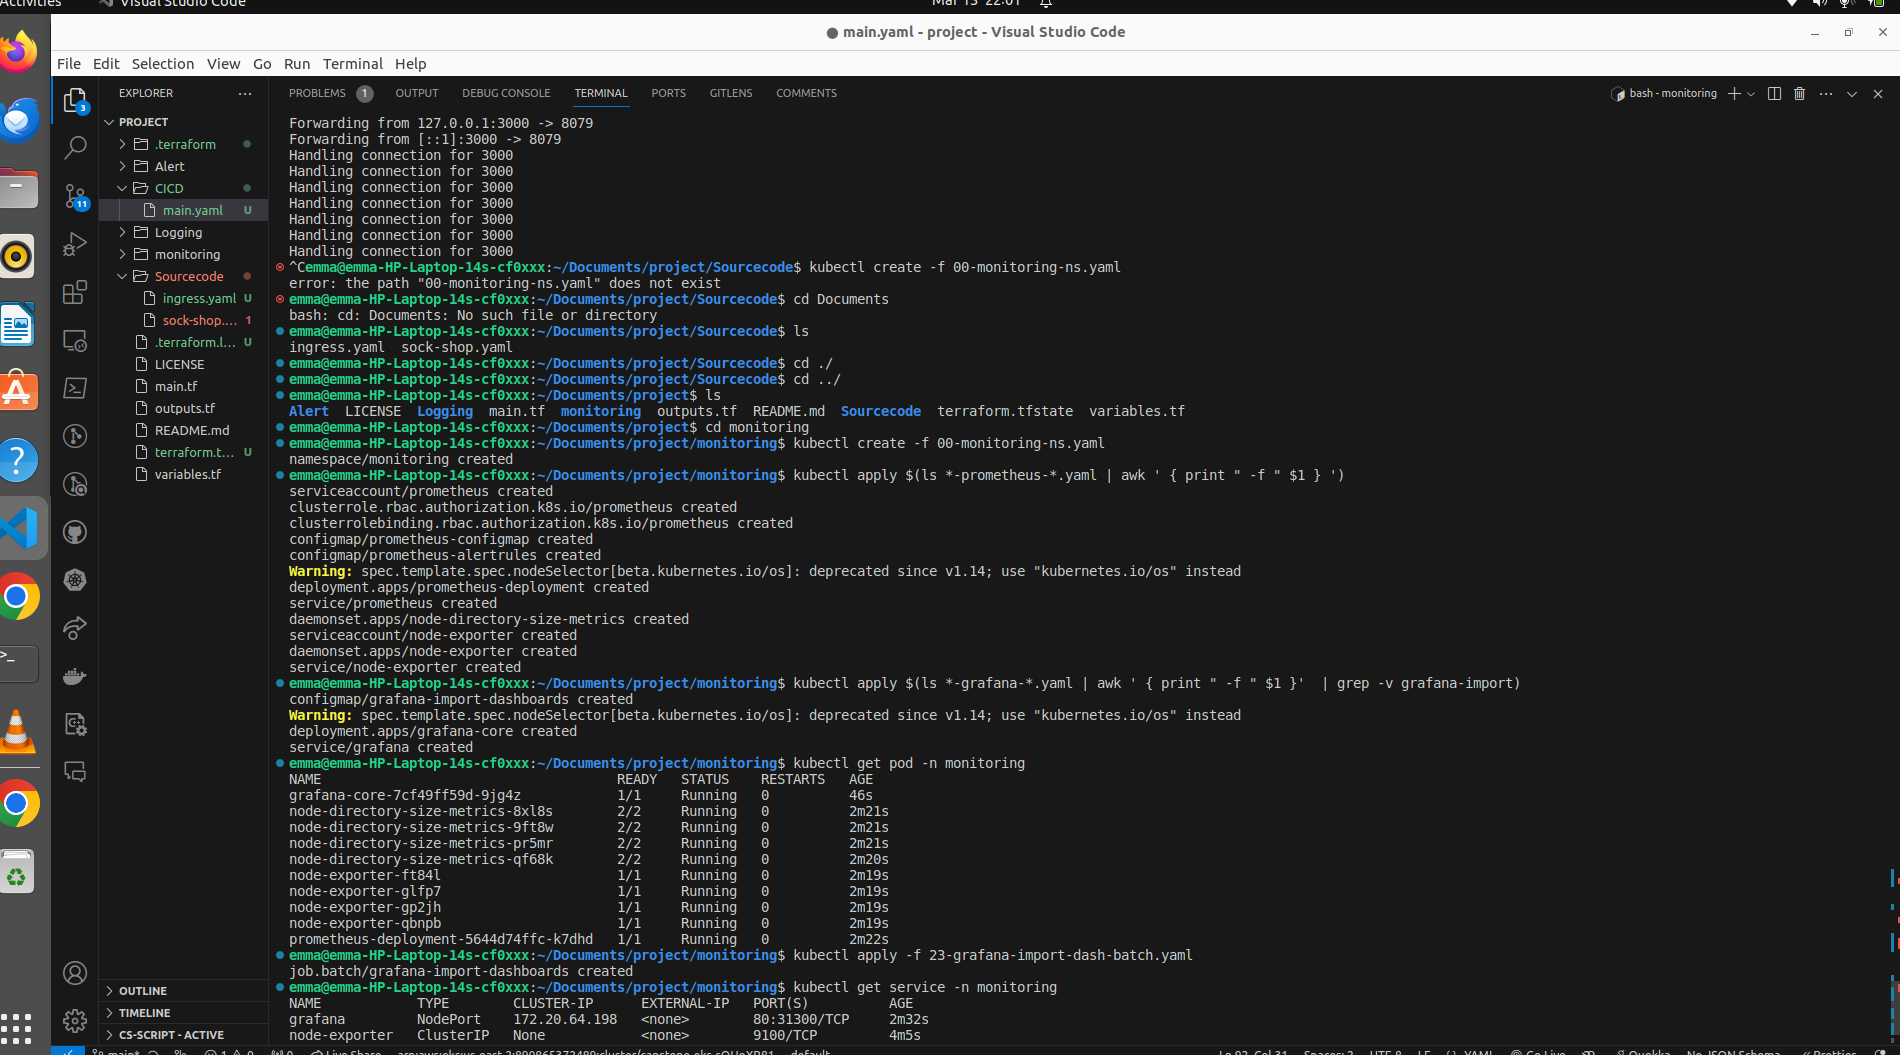 Activities
Visual Studio Code
Mar 13 22:01
● main.yaml - project - Visual Studio Code
File Edit Selection View Go Run Terminal Help
EXPLORER ...
PROJECT
.terraform
Alert
CICD
main.yaml U
Logging
monitoring
Sourcecode
ingress.yaml U
sock-shop.... 1
.terraform.l... U
LICENSE
main.tf
outputs.tf
README.md
terraform.t... U
variables.tf
OUTLINE
TIMELINE
CS-SCRIPT - ACTIVE
3
11
PROBLEMS 1 OUTPUT DEBUG CONSOLE TERMINAL PORTS GITLENS COMMENTS
bash - monitoring
Forwarding from 127.0.0.1:3000 -> 8079
Forwarding from [::1]:3000 -> 8079
Handling connection for 3000
Handling connection for 3000
Handling connection for 3000
Handling connection for 3000
Handling connection for 3000
Handling connection for 3000
Handling connection for 3000
^Cemma@emma-HP-Laptop-14s-cf0xxx:~/Documents/project/Sourcecode$ kubectl create -f 00-monitoring-ns.yaml
error: the path "00-monitoring-ns.yaml" does not exist
emma@emma-HP-Laptop-14s-cf0xxx:~/Documents/project/Sourcecode$ cd Documents
bash: cd: Documents: No such file or directory
emma@emma-HP-Laptop-14s-cf0xxx:~/Documents/project/Sourcecode$ ls
ingress.yaml  sock-shop.yaml
emma@emma-HP-Laptop-14s-cf0xxx:~/Documents/project/Sourcecode$ cd ./
emma@emma-HP-Laptop-14s-cf0xxx:~/Documents/project/Sourcecode$ cd ../
emma@emma-HP-Laptop-14s-cf0xxx:~/Documents/project$ ls
Alert  LICENSE  Logging  main.tf  monitoring  outputs.tf  README.md  Sourcecode  terraform.tfstate  variables.tf
emma@emma-HP-Laptop-14s-cf0xxx:~/Documents/project$ cd monitoring
emma@emma-HP-Laptop-14s-cf0xxx:~/Documents/project/monitoring$ kubectl create -f 00-monitoring-ns.yaml
namespace/monitoring created
emma@emma-HP-Laptop-14s-cf0xxx:~/Documents/project/monitoring$ kubectl apply $(ls *-prometheus-*.yaml | awk ' { print " -f " $1 } ')
serviceaccount/prometheus created
clusterrole.rbac.authorization.k8s.io/prometheus created
clusterrolebinding.rbac.authorization.k8s.io/prometheus created
configmap/prometheus-configmap created
configmap/prometheus-alertrules created
Warning: spec.template.spec.nodeSelector[beta.kubernetes.io/os]: deprecated since v1.14; use "kubernetes.io/os" instead
deployment.apps/prometheus-deployment created
service/prometheus created
daemonset.apps/node-directory-size-metrics created
serviceaccount/node-exporter created
daemonset.apps/node-exporter created
service/node-exporter created
emma@emma-HP-Laptop-14s-cf0xxx:~/Documents/project/monitoring$ kubectl apply $(ls *-grafana-*.yaml | awk ' { print " -f " $1 }'  | grep -v grafana-import)
configmap/grafana-import-dashboards created
Warning: spec.template.spec.nodeSelector[beta.kubernetes.io/os]: deprecated since v1.14; use "kubernetes.io/os" instead
deployment.apps/grafana-core created
service/grafana created
emma@emma-HP-Laptop-14s-cf0xxx:~/Documents/project/monitoring$ kubectl get pod -n monitoring
NAME READY STATUS RESTARTS AGE
grafana-core-7cf49ff59d-9jg4z 1/1 Running 0 46s
node-directory-size-metrics-8xl8s 2/2 Running 0 2m21s
node-directory-size-metrics-9ft8w 2/2 Running 0 2m21s
node-directory-size-metrics-pr5mr 2/2 Running 0 2m21s
node-directory-size-metrics-qf68k 2/2 Running 0 2m20s
node-exporter-ft84l 1/1 Running 0 2m19s
node-exporter-glfp7 1/1 Running 0 2m19s
node-exporter-gp2jh 1/1 Running 0 2m19s
node-exporter-qbnpb 1/1 Running 0 2m19s
prometheus-deployment-5644d74ffc-k7dhd 1/1 Running 0 2m22s
emma@emma-HP-Laptop-14s-cf0xxx:~/Documents/project/monitoring$ kubectl apply -f 23-grafana-import-dash-batch.yaml
job.batch/grafana-import-dashboards created
emma@emma-HP-Laptop-14s-cf0xxx:~/Documents/project/monitoring$ kubectl get service -n monitoring
NAME TYPE CLUSTER-IP EXTERNAL-IP PORT(S) AGE
grafana NodePort 172.20.64.198 <none> 80:31300/TCP 2m32s
node-exporter ClusterIP None <none> 9100/TCP 4m5s
main* Live Share default Ln 92, Col 31 Spaces: 2 UTF-8 LF YAML Go Live Quokka No JSON Schema Prettier